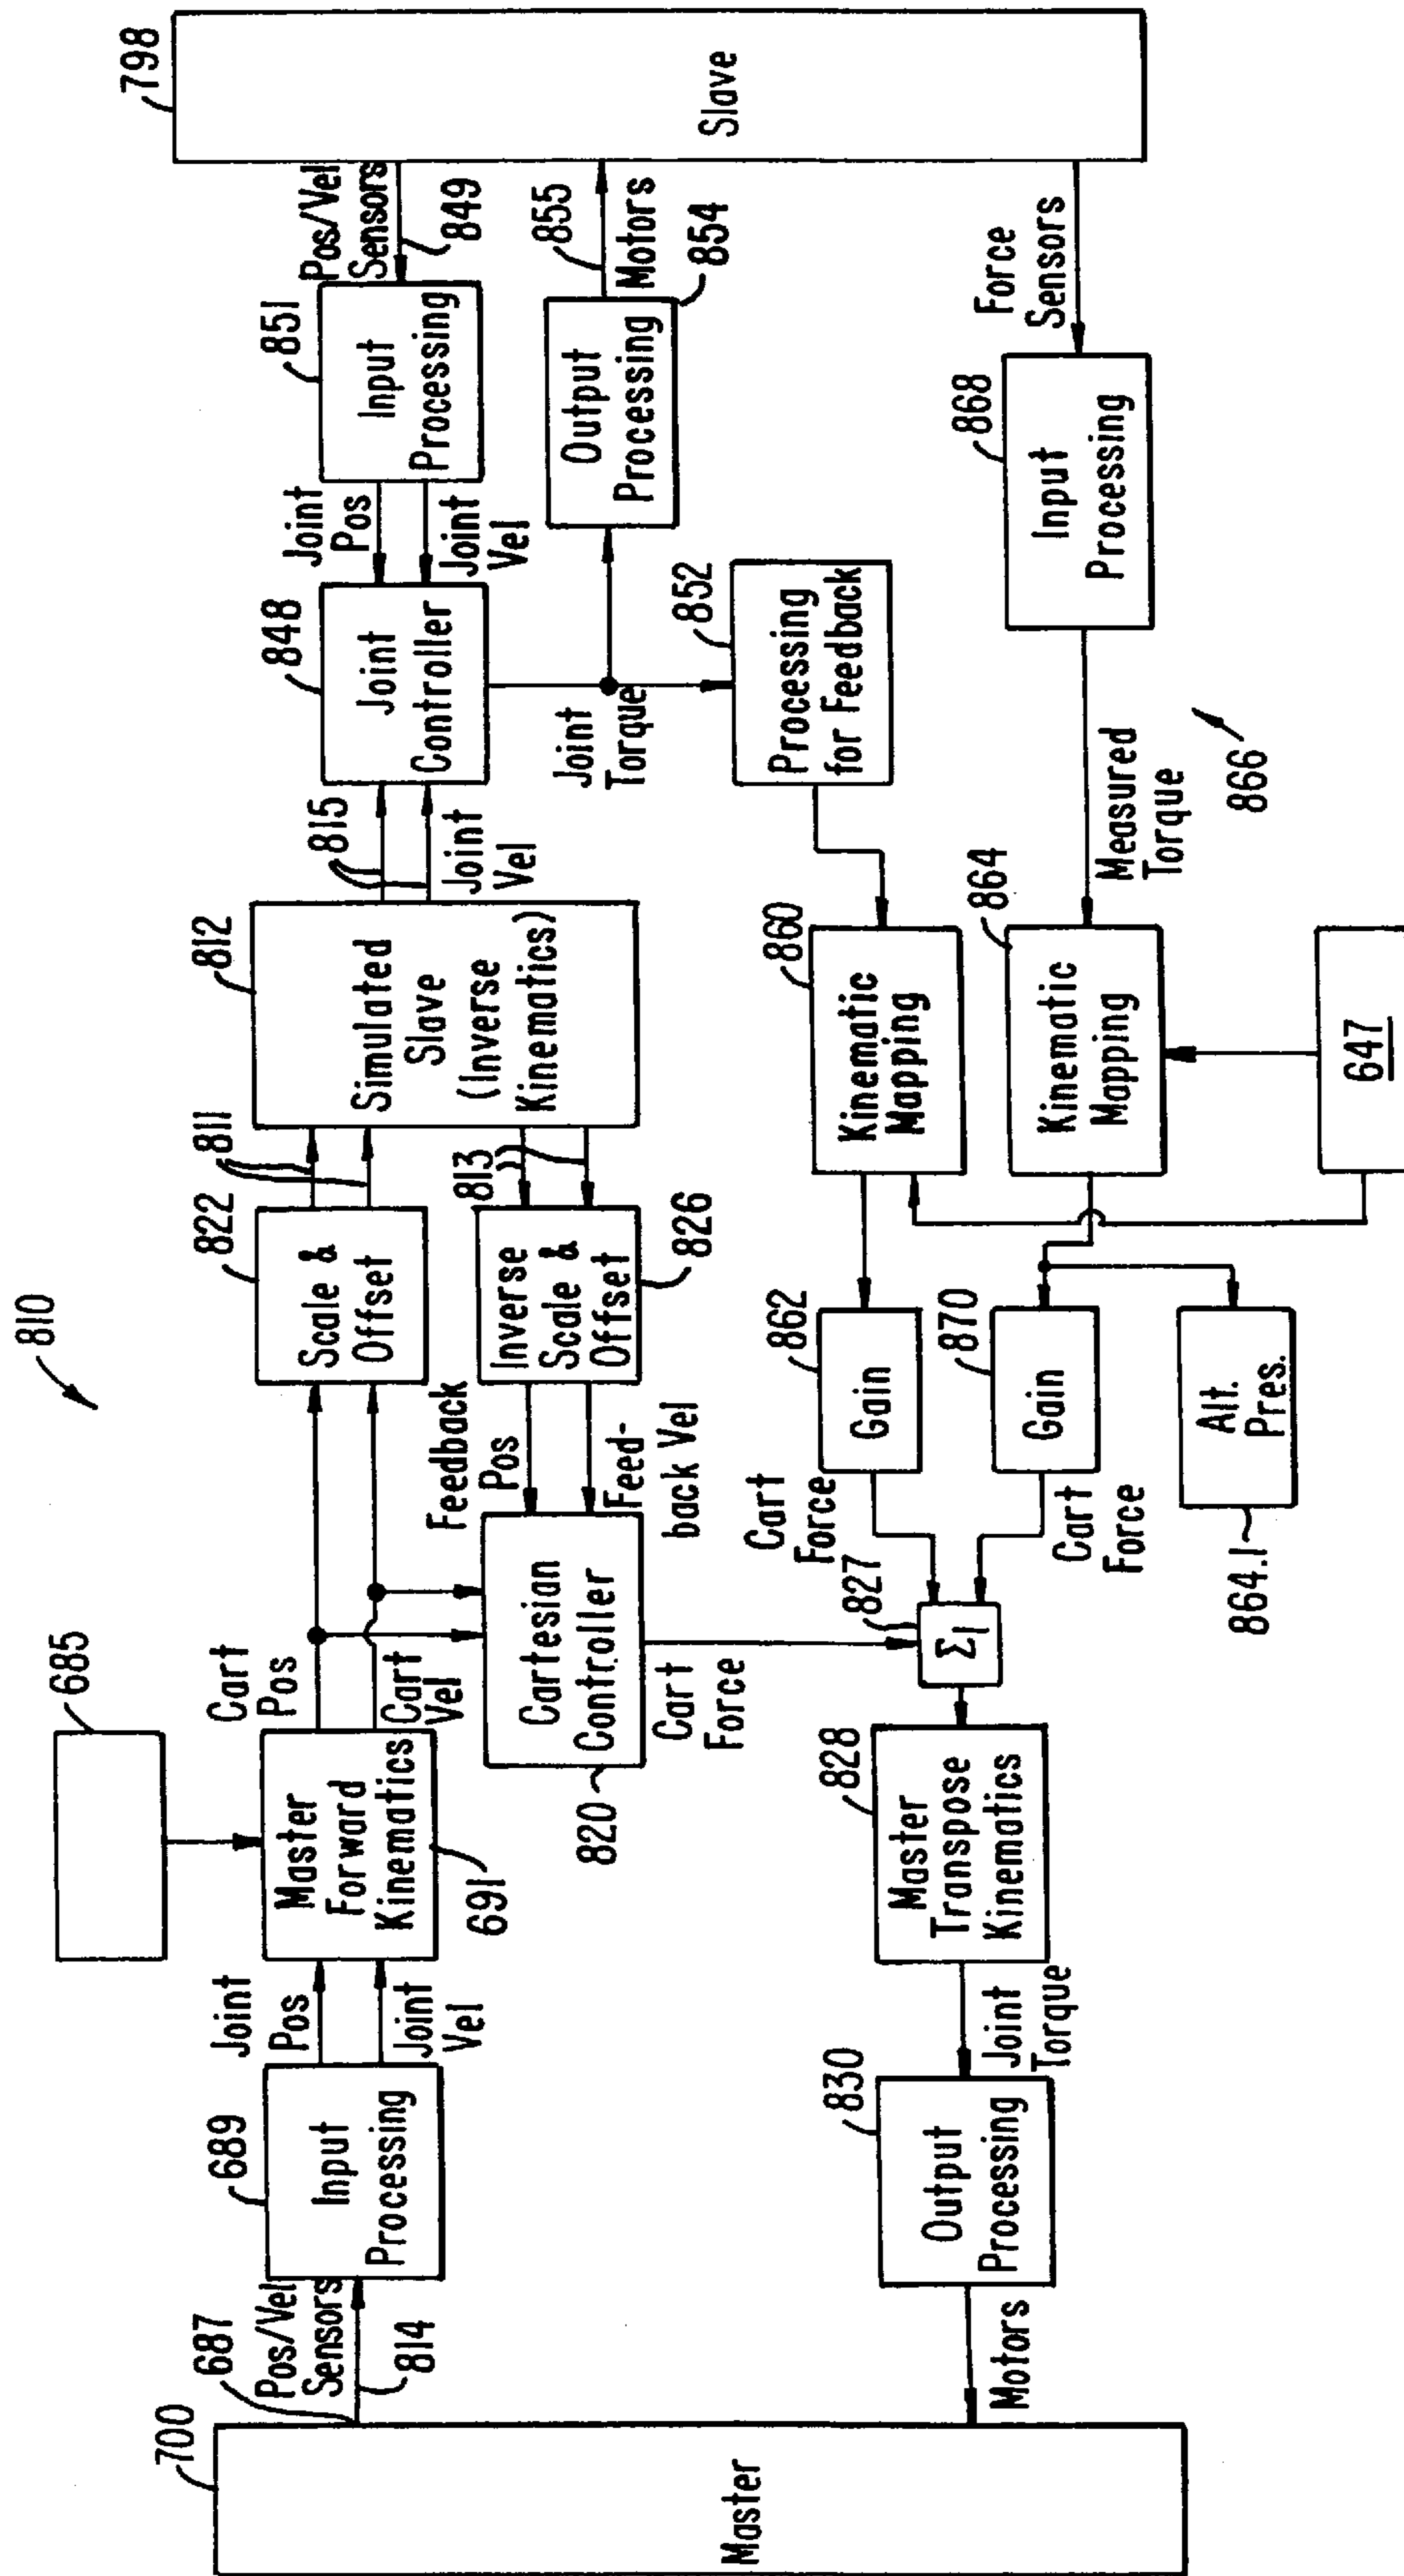 810
700
Master
687
Pos/Vel
Sensors
814
689
Input
Processing
Joint
Pos
Joint
Vel
685
Master
Forward
Kinematics
691
Cart
Pos
Cart
Vel
822
Scale &
Offset
811
812
Simulated
Slave
(Inverse
Kinematics)
815
Joint
Vel
848
Joint
Controller
Joint
Pos
Joint
Vel
851
Input
Processing
Pos/Vel
Sensors
849
798
Slave
820
Cartesian
Controller
Feedback
Pos
Feed-
back Vel
Inverse
Scale &
Offset
826
813
Cart
Force
Joint
Torque
Output
Processing
854
855
Motors
852
Processing
for Feedback
860
Kinematic
Mapping
862
Gain
Cart
Force
827
Σ1
828
Master
Transpose
Kinematics
Joint
Torque
830
Output
Processing
Motors
870
Gain
Cart
Force
864
Kinematic
Mapping
Measured
Torque
868
Input
Processing
Force
Sensors
866
Alt.
Pres.
864.1
647